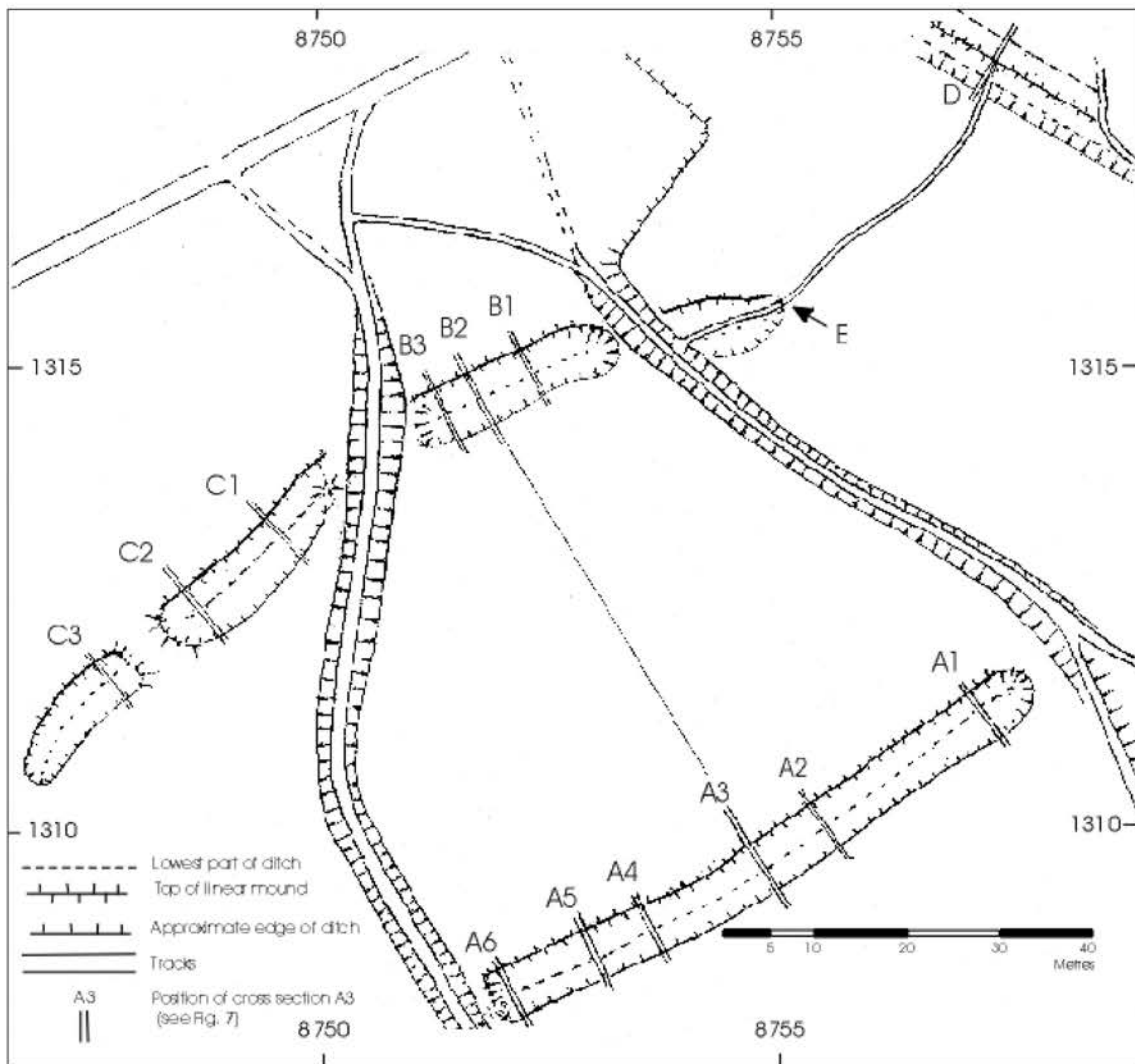 8750
8755
D
E
B1
B2
B3
1315
1315
C1
C2
C3
A1
A2
A3
A4
A5
A6
1310
1310
Lowest part of ditch
Top of linear mound
Approximate edge of ditch
Tracks
A3
Position of cross section A3
(see Fig. 7)
5
10
20
30
40
Metres
8750
8755